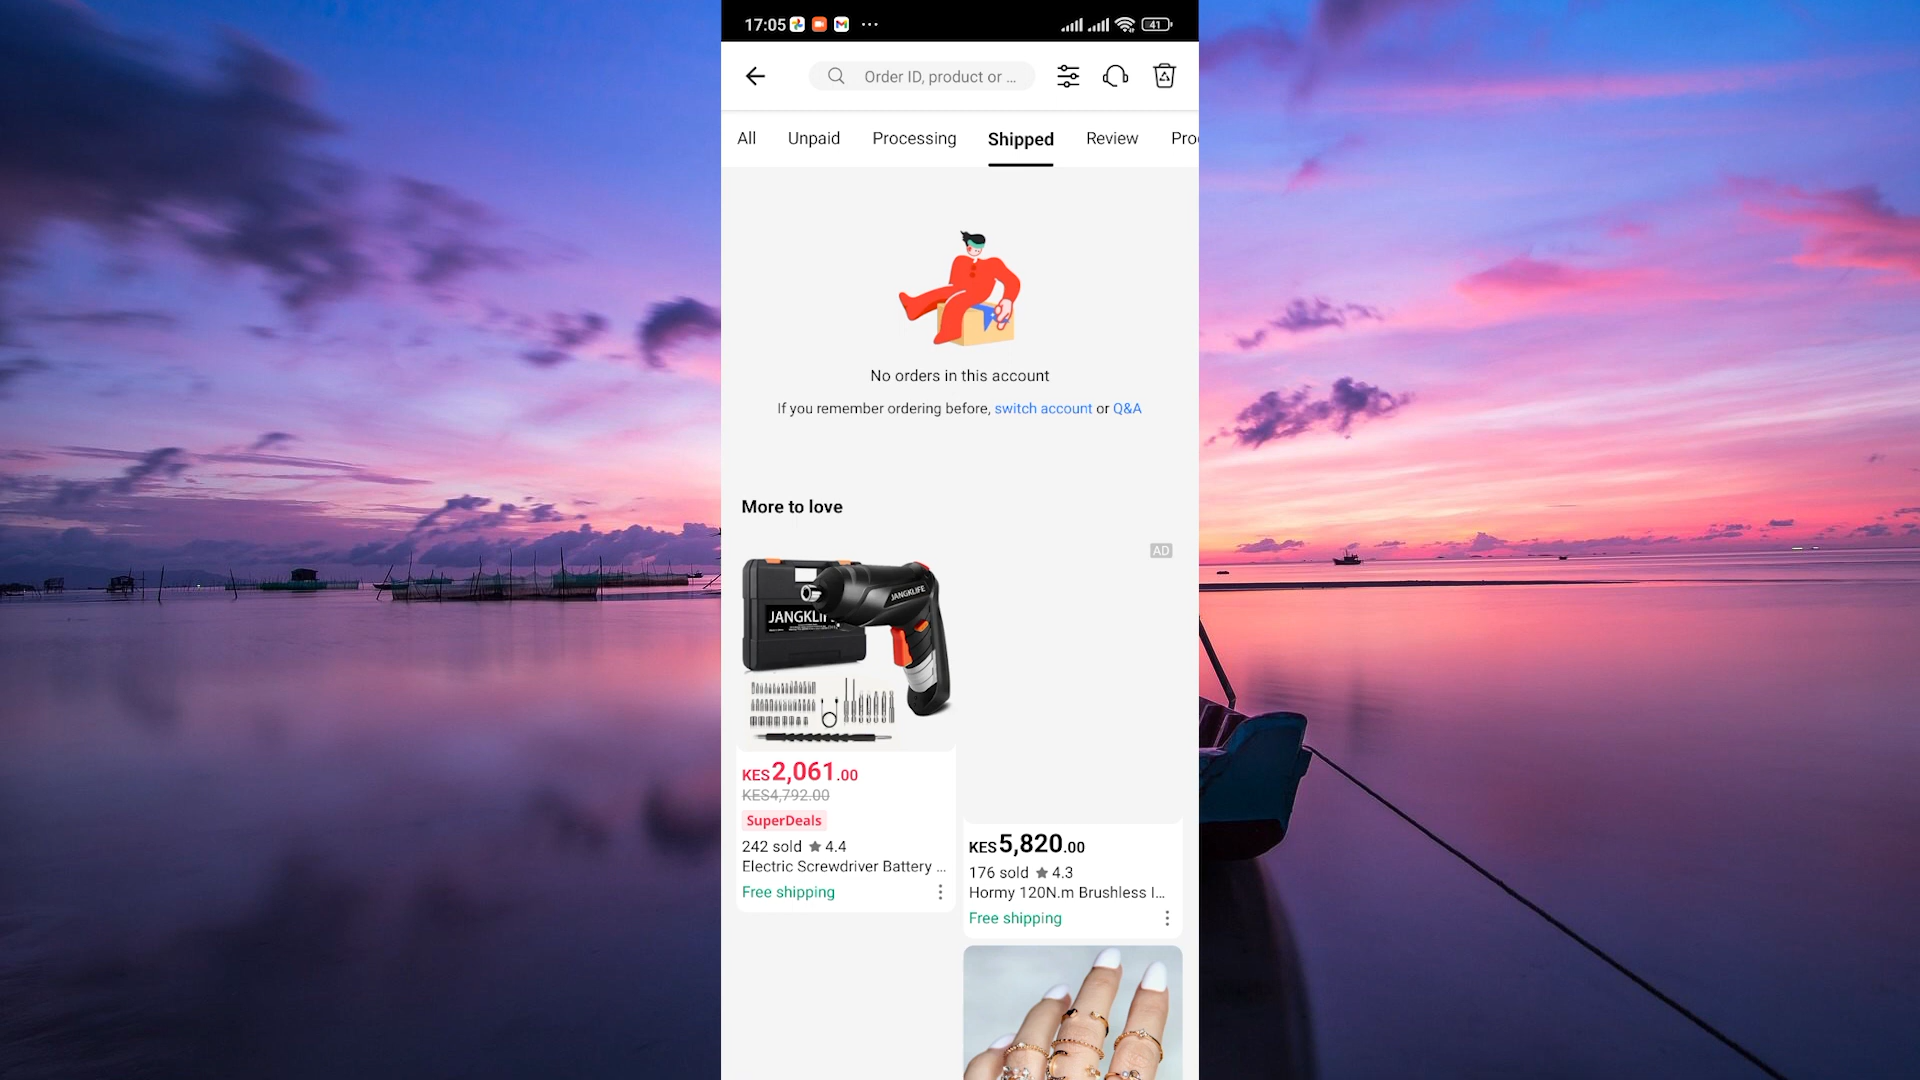 17:05
41
Order ID, product or ...
All Unpaid Processing Shipped Review Pro
No orders in this account
If you remember ordering before, switch account or Q&A
More to love
AD
JANGKLIFE
JANGKLIF
KES2,061.00
KES4,792.00
SuperDeals
242 sold ★ 4.4
Electric Screwdriver Battery ...
Free shipping
KES5,820.00
176 sold ★ 4.3
Hormy 120N.m Brushless I...
Free shipping